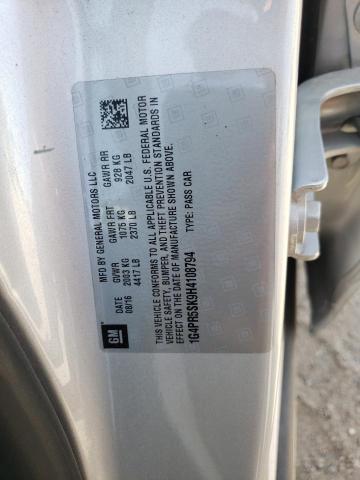 GM
MFD BY GENERAL MOTORS LLC
DATE GVWR GAWR FRT GAWR RR
08/16 2003 KG 1075 KG 928 KG
4417 LB 2370 LB 2047 LB
THIS VEHICLE CONFORMS TO ALL APPLICABLE U.S. FEDERAL MOTOR
VEHICLE SAFETY, BUMPER, AND THEFT PREVENTION STANDARDS IN
EFFECT ON THE DATE OF MANUFACTURE SHOWN ABOVE.
1G4PR5SK9H4108794 TYPE: PASS CAR